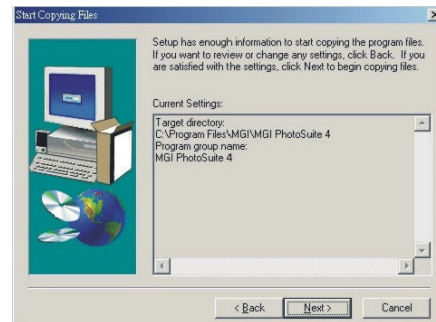 Start Copying Files
Setup has enough information to start copying the program files.
If you want to review or change any settings, click Back. If you
are satisfied with the settings, click Next to begin copying files.
Current Settings:
Target directory:
C:\Program Files\MGI\MGI PhotoSuite 4
Program group name:
MGI PhotoSuite 4
< Back
Next >
Cancel